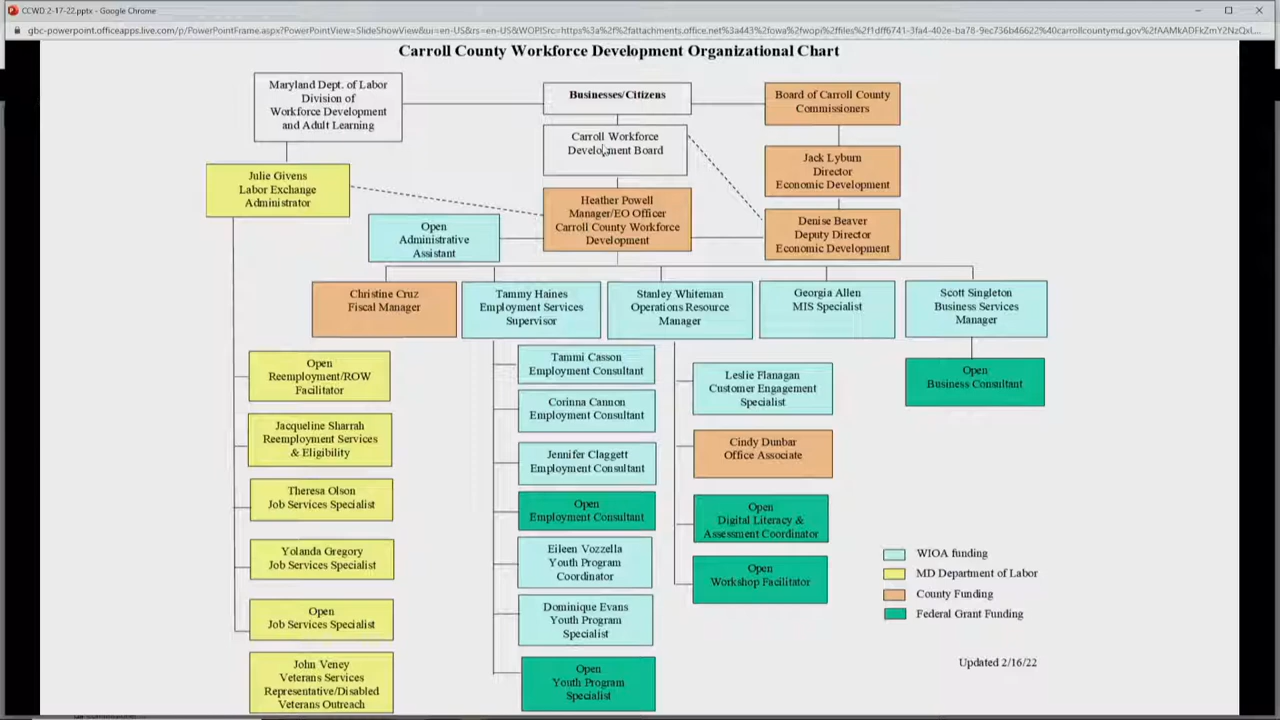 CCWD 2-17-22.pptx - Google Chrome
Carroll County Workforce Development Organizational Chart
Maryland Dept. of Labor
Division of
Workforce Development
and Adult Learning
Businesses/Citizens
Board of Carroll County
Commissioners
Carroll Workforce
Development Board
Jack Lyburn
Director
Economic Development
Julie Givens
Labor Exchange
Administrator
Heather Powell
Manager/EO Officer
Carroll County Workforce
Development
Denise Beaver
Deputy Director
Economic Development
Open
Administrative
Assistant
Christine Cruz
Fiscal Manager
Tammy Haines
Employment Services
Supervisor
Stanley Whiteman
Operations Resource
Manager
Georgia Allen
MIS Specialist
Scott Singleton
Business Services
Manager
Open
Reemployment/ROW
Facilitator
Jacqueline Sharrah
Reemployment Services
& Eligibility
Theresa Olson
Job Services Specialist
Yolanda Gregory
Job Services Specialist
Open
Job Services Specialist
John Veney
Veterans Services
Representative/Disabled
Veterans Outreach
Tammi Casson
Employment Consultant
Corinna Cannon
Employment Consultant
Jennifer Claggett
Employment Consultant
Open
Employment Consultant
Eileen Vozzella
Youth Program
Coordinator
Dominique Evans
Youth Program
Specialist
Open
Youth Program
Specialist
Leslie Flanagan
Customer Engagement
Specialist
Cindy Dunbar
Office Associate
Open
Digital Literacy &
Assessment Coordinator
Open
Workshop Facilitator
Open
Business Consultant
WIOA funding
MD Department of Labor
County Funding
Federal Grant Funding
Updated 2/16/22